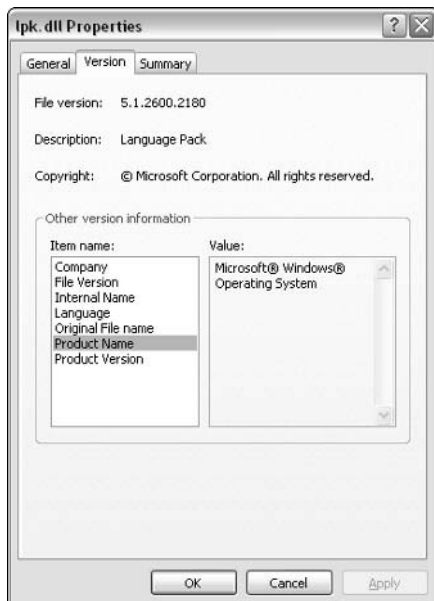 lpk.dll Properties
General Version Summary
File version: 5.1.2600.2180
Description: Language Pack
Copyright: © Microsoft Corporation. All rights reserved.
Other version information
Item name:
Company
File Version
Internal Name
Language
Original File name
Product Name
Product Version
Value:
Microsoft® Windows®
Operating System
OK Cancel Apply